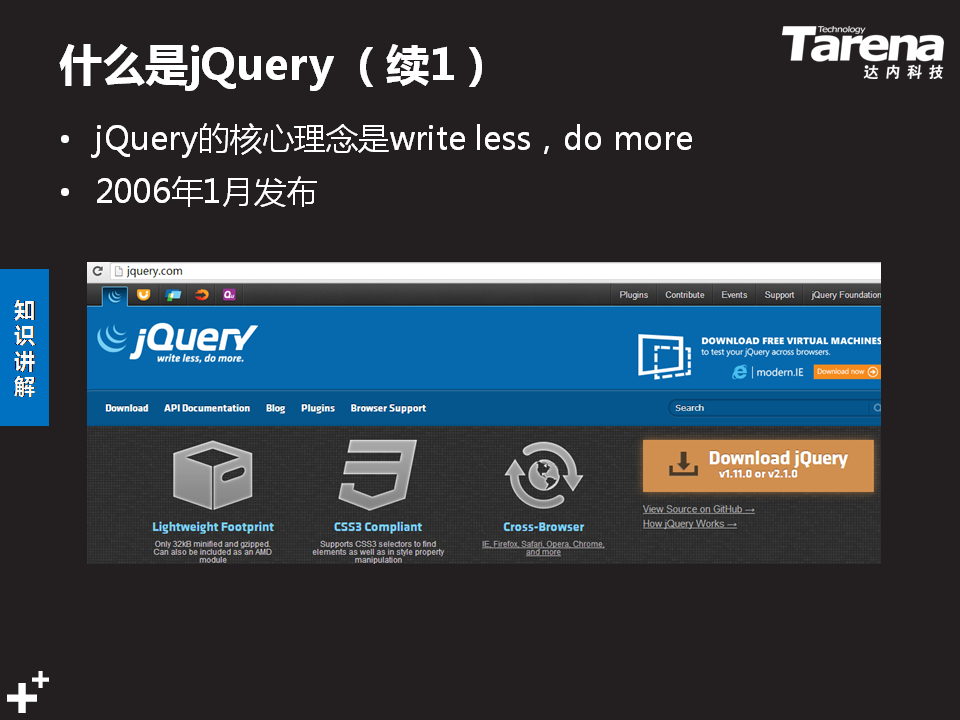 什么是jQuery（续1）
Technology
Tarena
达内科技
• jQuery的核心理念是write less，do more
• 2006年1月发布
知识讲解
jquery.com
Plugins Contribute Events Support jQuery Foundation
jQuery
write less, do more.
DOWNLOAD FREE VIRTUAL MACHINES
to test your jQuery across browsers.
modern.IE
Download now
Download API Documentation Blog Plugins Browser Support
Search
Lightweight Footprint
Only 32kB minified and gzipped.
Can also be included as an AMD
module
CSS3 Compliant
Supports CSS3 selectors to find
elements as well as in style property
manipulation
Cross-Browser
IE, Firefox, Safari, Opera, Chrome,
and more
Download jQuery
v1.11.0 or v2.1.0
View Source on GitHub →
How jQuery Works →